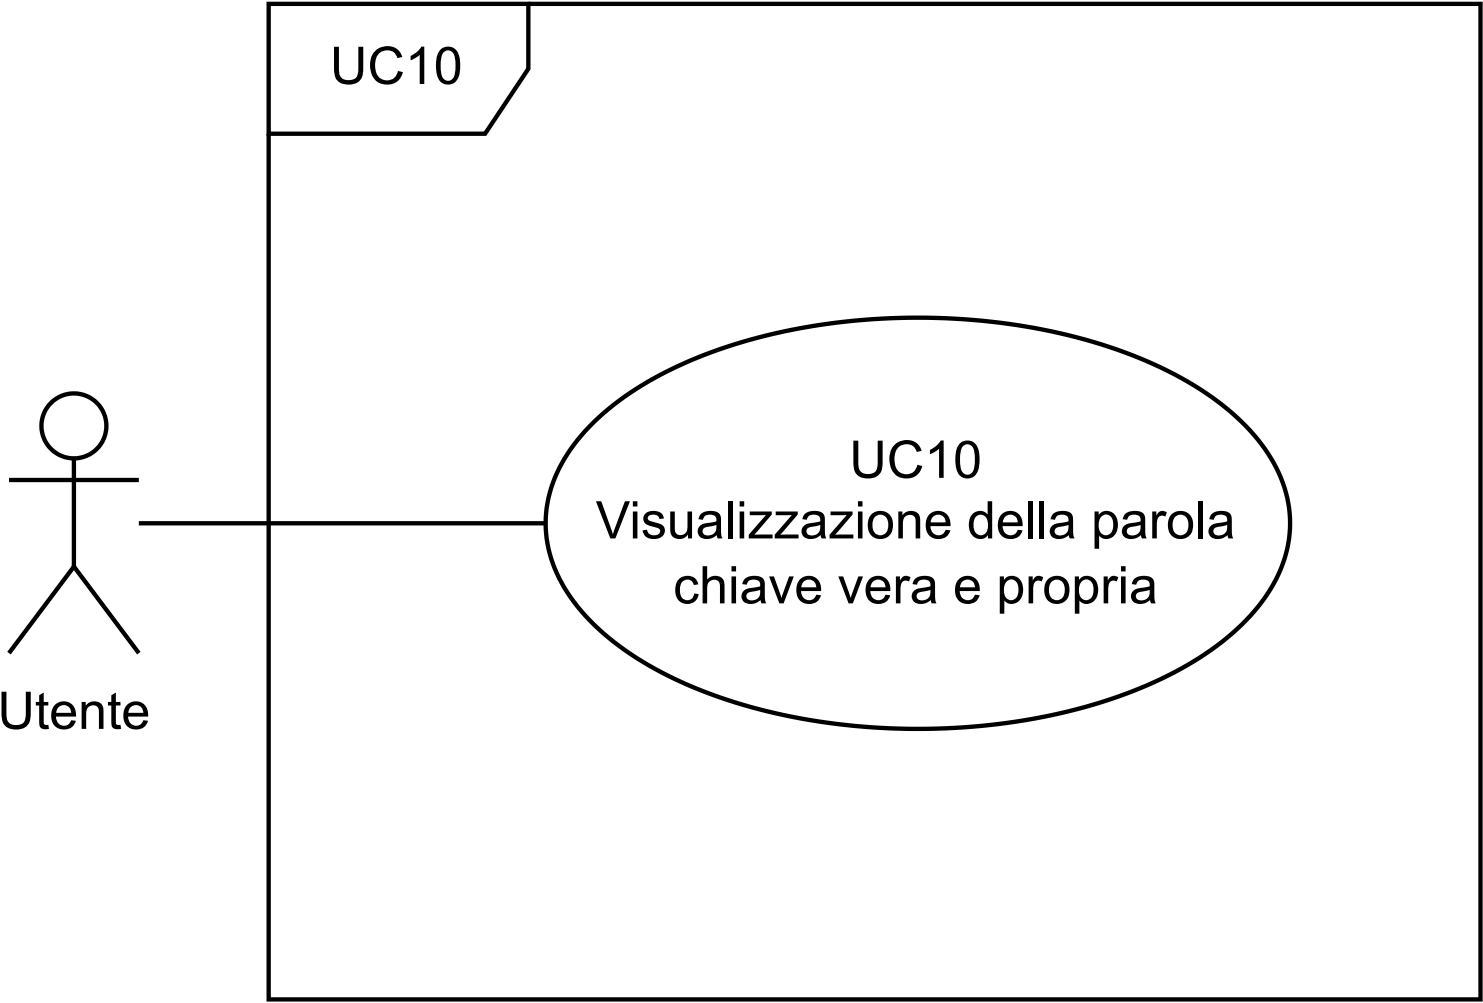 UC10
UC10
Visualizzazione della parola
chiave vera e propria
Utente